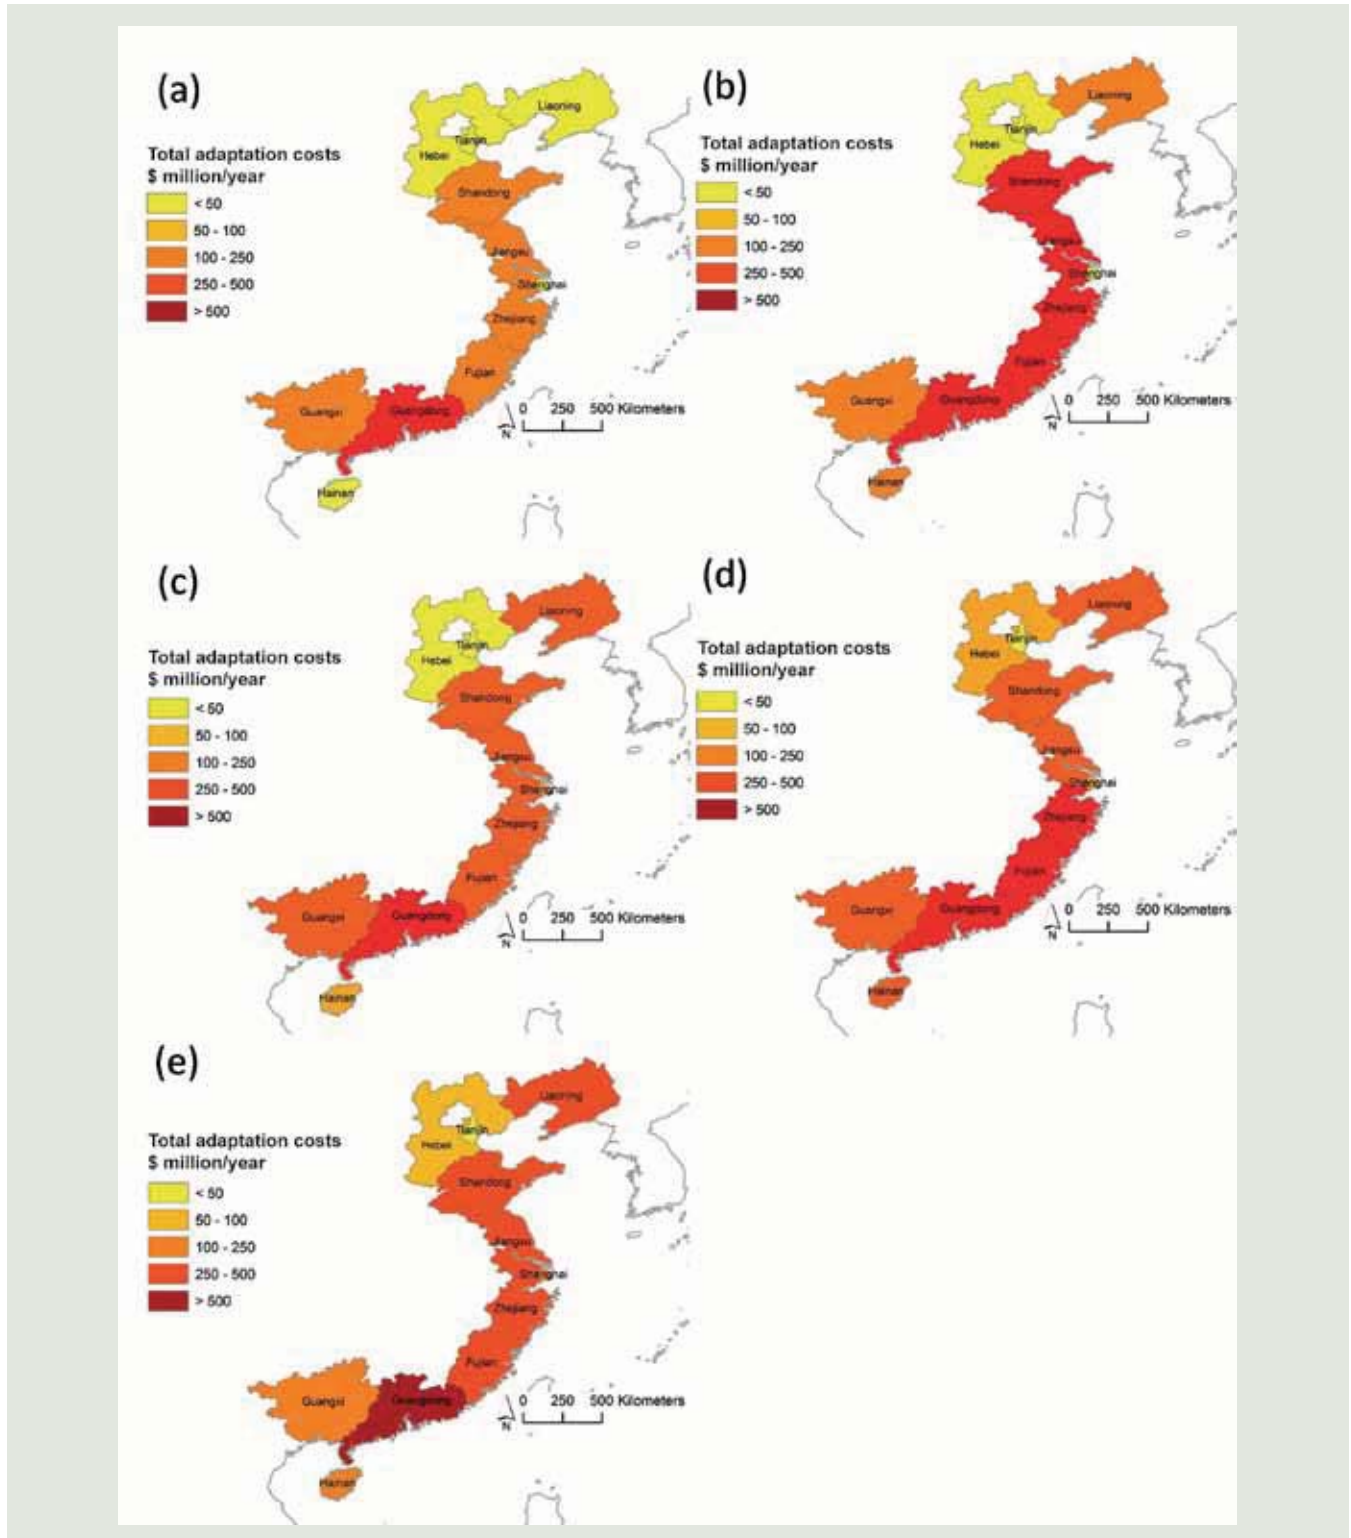 (a)
Total adaptation costs
$ million/year
< 50
50 - 100
100 - 250
250 - 500
> 500
Liaoning
Tianjin
Hebei
Shandong
Jiangsu
Shanghai
Zhejiang
Fujian
Guangxi
Guangdong
Hainan
N
0 250 500 Kilometers
(b)
Total adaptation costs
$ million/year
< 50
50 - 100
100 - 250
250 - 500
> 500
Liaoning
Tianjin
Hebei
Shandong
Jiangsu
Shanghai
Zhejiang
Fujian
Guangxi
Guangdong
Hainan
N
0 250 500 Kilometers
(c)
Total adaptation costs
$ million/year
< 50
50 - 100
100 - 250
250 - 500
> 500
Liaoning
Tianjin
Hebei
Shandong
Jiangsu
Shanghai
Zhejiang
Fujian
Guangxi
Guangdong
Hainan
N
0 250 500 Kilometers
(d)
Total adaptation costs
$ million/year
< 50
50 - 100
100 - 250
250 - 500
> 500
Liaoning
Tianjin
Hebei
Shandong
Jiangsu
Shanghai
Zhejiang
Fujian
Guangxi
Guangdong
Hainan
N
0 250 500 Kilometers
(e)
Total adaptation costs
$ million/year
< 50
50 - 100
100 - 250
250 - 500
> 500
Liaoning
Tianjin
Hebei
Shandong
Jiangsu
Shanghai
Zhejiang
Fujian
Guangxi
Guangdong
Hainan
N
0 250 500 Kilometers